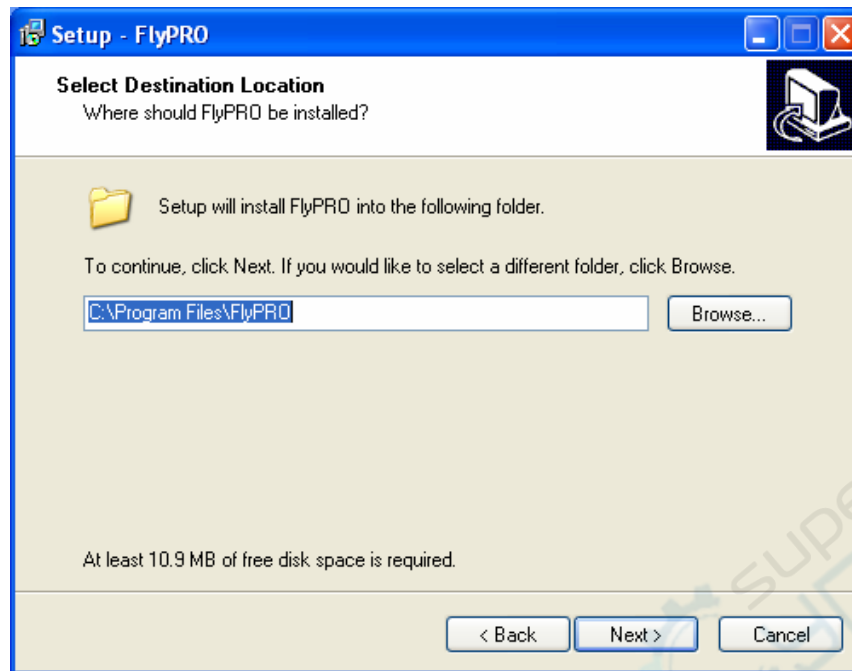 Setup - FlyPRO
Select Destination Location
Where should FlyPRO be installed?
Setup will install FlyPRO into the following folder.
To continue, click Next. If you would like to select a different folder, click Browse.
C:\Program Files\FlyPRO
Browse...
At least 10.9 MB of free disk space is required.
< Back
Next >
Cancel